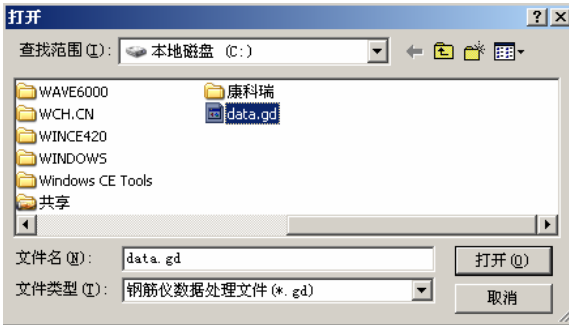 打开
查找范围(I): 本地磁盘 (C:)
WAVE6000
WCH.CN
WINCE420
WINDOWS
Windows CE Tools
共享
康科瑞
data.gd
文件名(N): data.gd 打开(O)
文件类型(T): 钢筋仪数据处理文件(*.gd) 取消